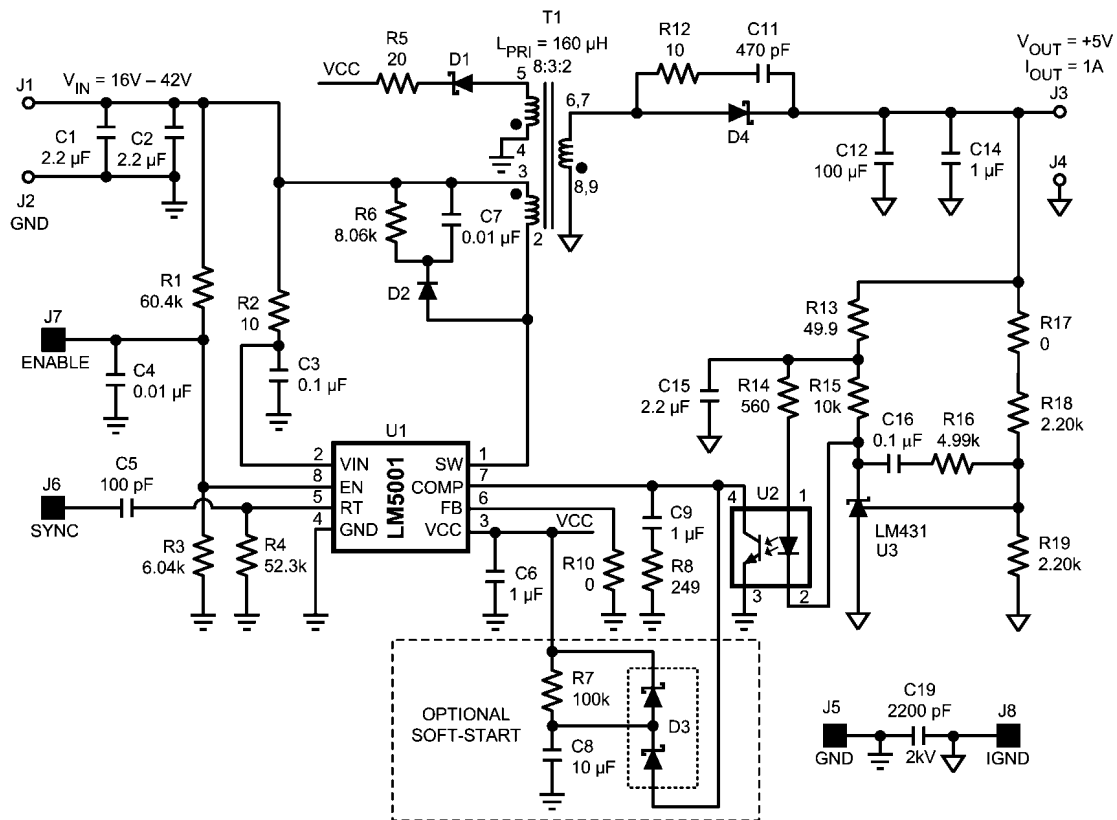 T1
L_PRI = 160 µH
8:3:2
R5
20
D1
VCC
5
4
3
2
6,7
8,9
R12
10
C11
470 pF
D4
V_OUT = +5V
I_OUT = 1A
J3
J4
J1
V_IN = 16V – 42V
C1
2.2 µF
C2
2.2 µF
J2
GND
C12
100 µF
C14
1 µF
R6
8.06k
C7
0.01 µF
D2
R1
60.4k
R2
10
J7
ENABLE
C4
0.01 µF
C3
0.1 µF
R13
49.9
R17
0
C15
2.2 µF
R14
560
R15
10k
R18
2.20k
C16
0.1 µF
R16
4.99k
U1
LM5001
2
VIN
8
EN
5
RT
4
GND
SW
1
COMP
7
FB
6
VCC
3
VCC
J6
SYNC
C5
100 pF
R3
6.04k
R4
52.3k
C6
1 µF
R10
0
C9
1 µF
R8
249
U2
4
1
3
2
LM431
U3
R19
2.20k
OPTIONAL
SOFT-START
R7
100k
C8
10 µF
D3
J5
GND
C19
2200 pF
2kV
J8
IGND